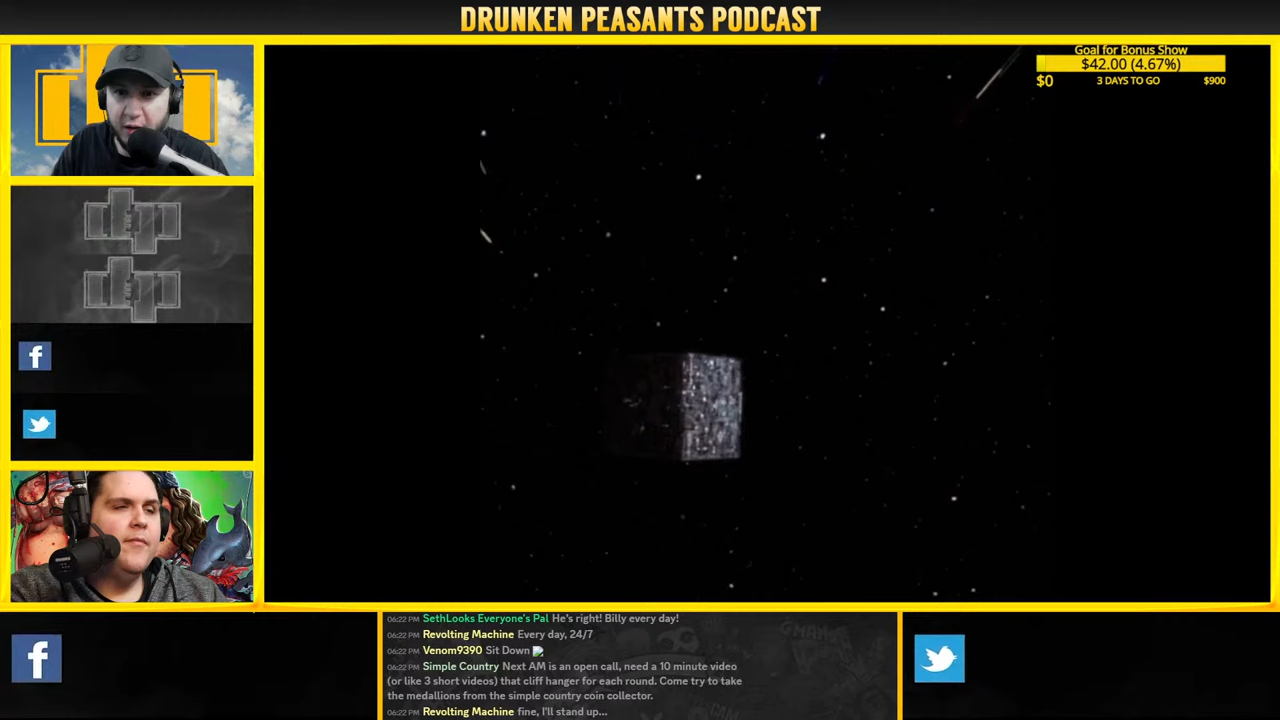 DRUNKEN PEASANTS PODCAST
Goal for Bonus Show
$42.00 (4.67%)
$0 3 DAYS TO GO $900
06:22 PM SethLooks Everyone's Pal He's right! Billy every day!
06:22 PM Revolting Machine Every day, 24/7
06:22 PM Venom9390 Sit Down
06:22 PM Simple Country Next AM is an open call, need a 10 minute video
(or like 3 short videos) that cliff hanger for each round. Come try to take
the medallions from the simple country coin collector.
06:22 PM Revolting Machine fine, I'll stand up...